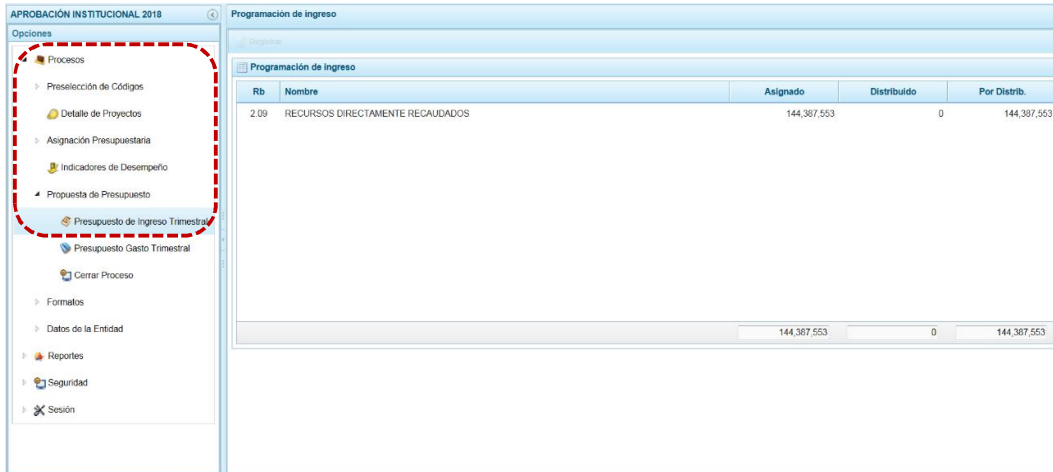 APROBACIÓN INSTITUCIONAL 2018
Opciones
Procesos
Preselección de Códigos
Detalle de Proyectos
Asignación Presupuestaria
Indicadores de Desempeño
Propuesta de Presupuesto
Presupuesto de Ingreso Trimestral
Presupuesto Gasto Trimestral
Cerrar Proceso
Formatos
Datos de la Entidad
Reportes
Seguridad
Sesión
Programación de ingreso
Registrar
Programación de ingreso
Rb Nombre Asignado Distribuido Por Distrib.
2.09 RECURSOS DIRECTAMENTE RECAUDADOS 144,387,553 0 144,387,553
144,387,553 0 144,387,553